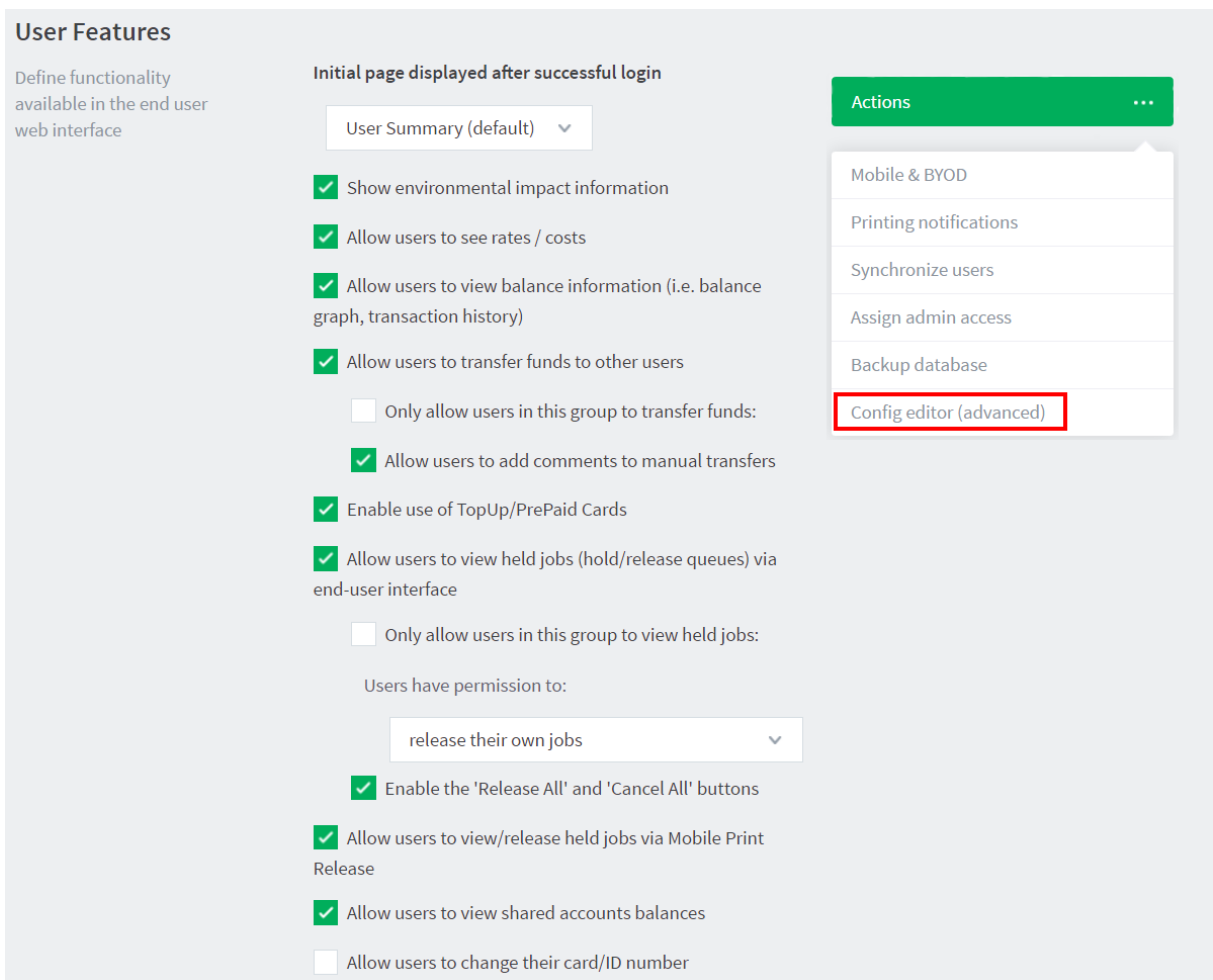 User Features
Define functionality
available in the end user
web interface
Initial page displayed after successful login
User Summary (default)
Show environmental impact information
Allow users to see rates / costs
Allow users to view balance information (i.e. balance
graph, transaction history)
Allow users to transfer funds to other users
Only allow users in this group to transfer funds:
Allow users to add comments to manual transfers
Enable use of TopUp/PrePaid Cards
Allow users to view held jobs (hold/release queues) via
end-user interface
Only allow users in this group to view held jobs:
Users have permission to:
release their own jobs
Enable the 'Release All' and 'Cancel All' buttons
Allow users to view/release held jobs via Mobile Print
Release
Allow users to view shared accounts balances
Allow users to change their card/ID number
Actions
Mobile & BYOD
Printing notifications
Synchronize users
Assign admin access
Backup database
Config editor (advanced)